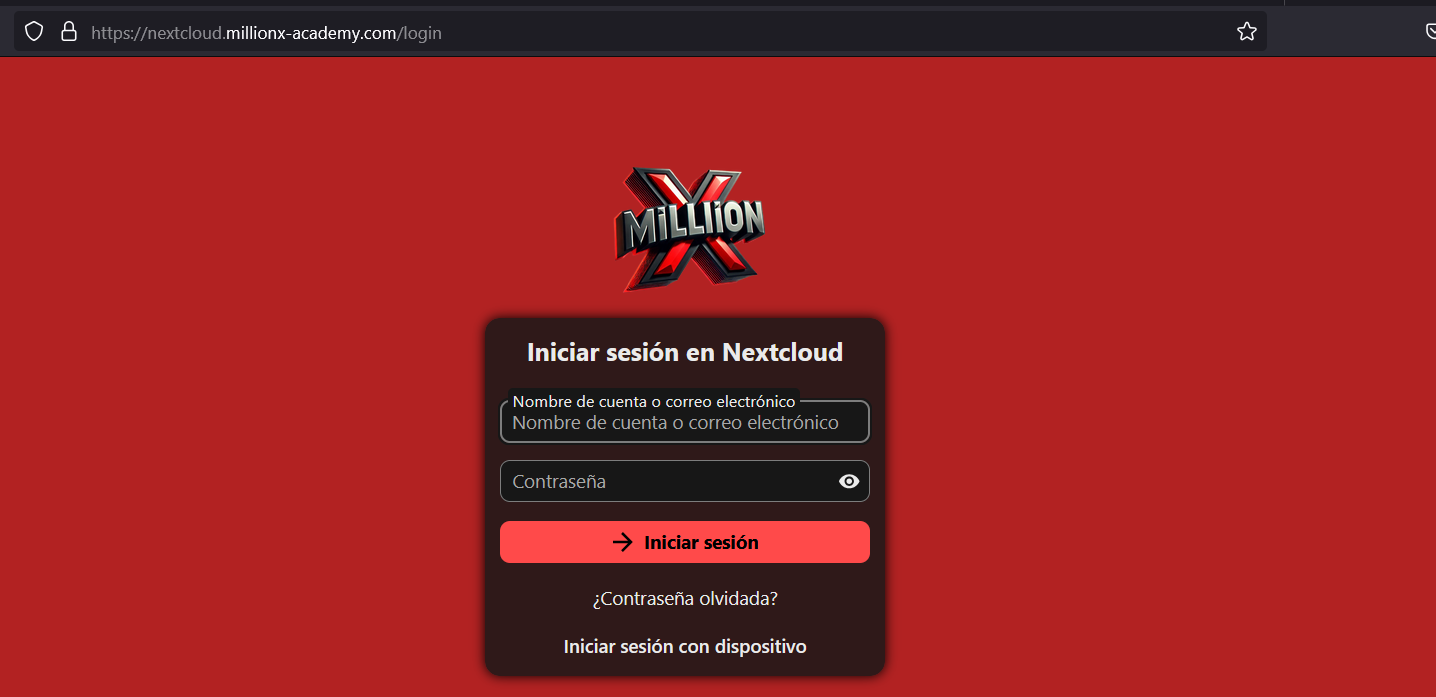 https://nextcloud.millionx-academy.com/login
MiLLIiON
X
Iniciar sesión en Nextcloud
Nombre de cuenta o correo electrónico
Nombre de cuenta o correo electrónico
Contraseña
Iniciar sesión
¿Contraseña olvidada?
Iniciar sesión con dispositivo